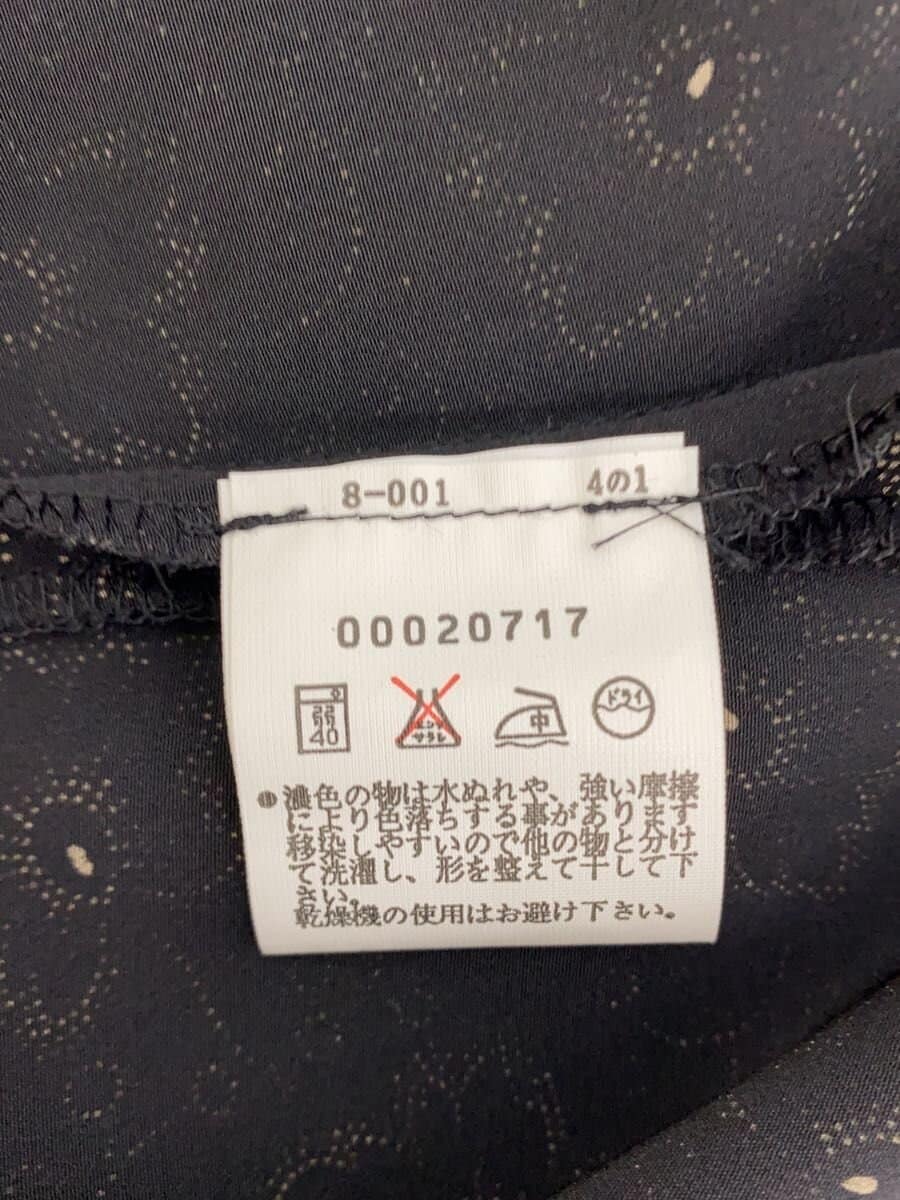 8-001 4の1
00020717
40 エンソ サラシ 中 ドライ
濃色の物は水ぬれや、強い摩擦
により色落ちする事があります
移染しやすいので他の物と分け
て洗濯し、形を整えて干して下
さい。
乾燥機の使用はお避け下さい。